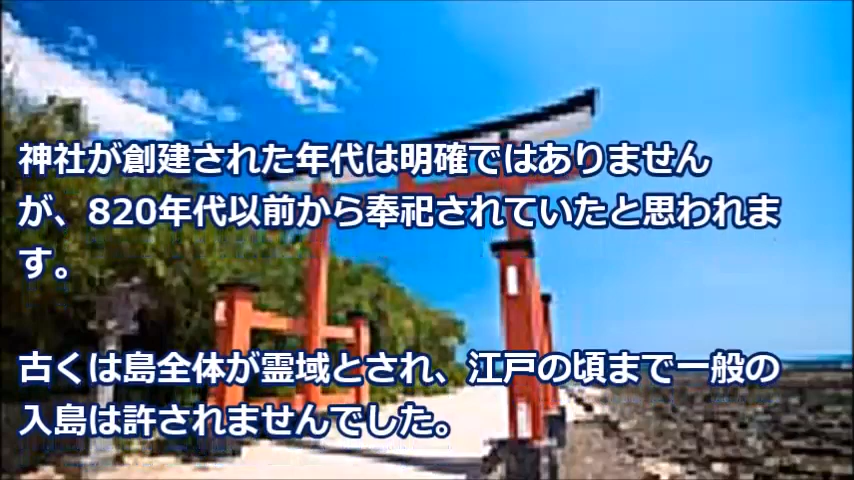 神社が創建された年代は明確ではありません
が、820年代以前から奉祀されていたと思われま
す。
古くは島全体が霊域とされ、江戸の頃まで一般の
入島は許されませんでした。